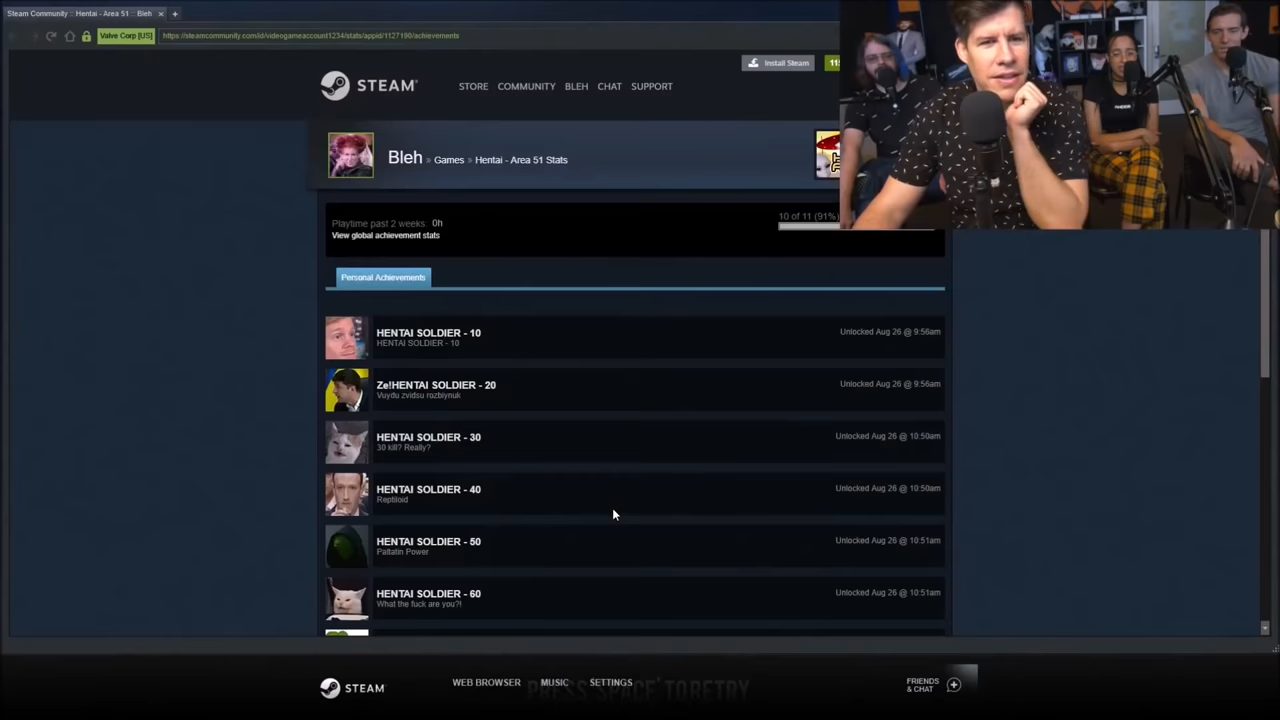 Steam Community :: Hentai - Area 51 :: Bleh × +
Valve Corp [US] https://steamcommunity.com/id/videogameaccount1234/stats/appid/1127190/achievements
Install Steam
11
STEAM® STORE COMMUNITY BLEH CHAT SUPPORT
Bleh » Games » Hentai - Area 51 Stats
Playtime past 2 weeks: 0h
10 of 11 (91%)
View global achievement stats
Personal Achievements
HENTAI SOLDIER - 10
HENTAI SOLDIER - 10
Unlocked Aug 26 @ 9:56am
Ze!HENTAI SOLDIER - 20
Vuydu zvidsu rozbiynuk
Unlocked Aug 26 @ 9:56am
HENTAI SOLDIER - 30
30 kill? Really?
Unlocked Aug 26 @ 10:50am
HENTAI SOLDIER - 40
Reptiloid
Unlocked Aug 26 @ 10:50am
HENTAI SOLDIER - 50
Paltatin Power
Unlocked Aug 26 @ 10:51am
HENTAI SOLDIER - 60
What the fuck are you?!
Unlocked Aug 26 @ 10:51am
STEAM® WEB BROWSER MUSIC SETTINGS
FRIENDS
& CHAT
PRESS 'SPACE' TO RETRY